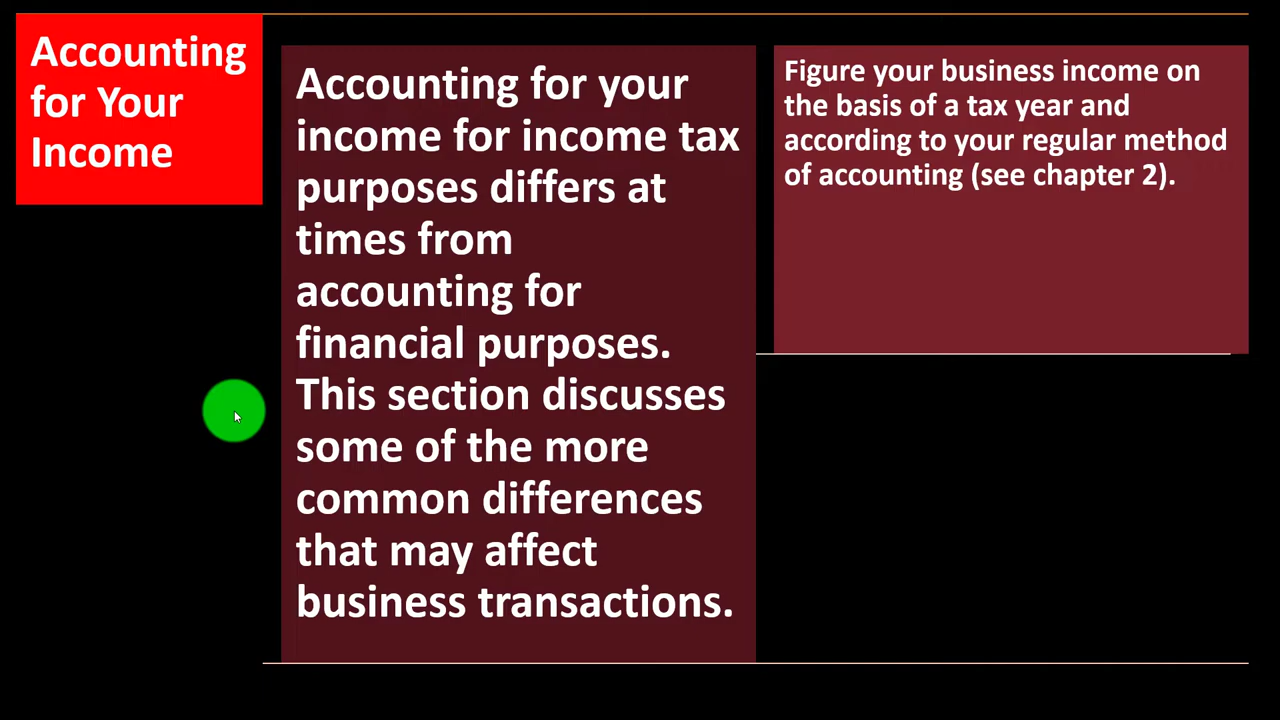 Accounting
for Your
Income
Accounting for your
income for income tax
purposes differs at
times from
accounting for
financial purposes.
This section discusses
some of the more
common differences
that may affect
business transactions.
Figure your business income on
the basis of a tax year and
according to your regular method
of accounting (see chapter 2).